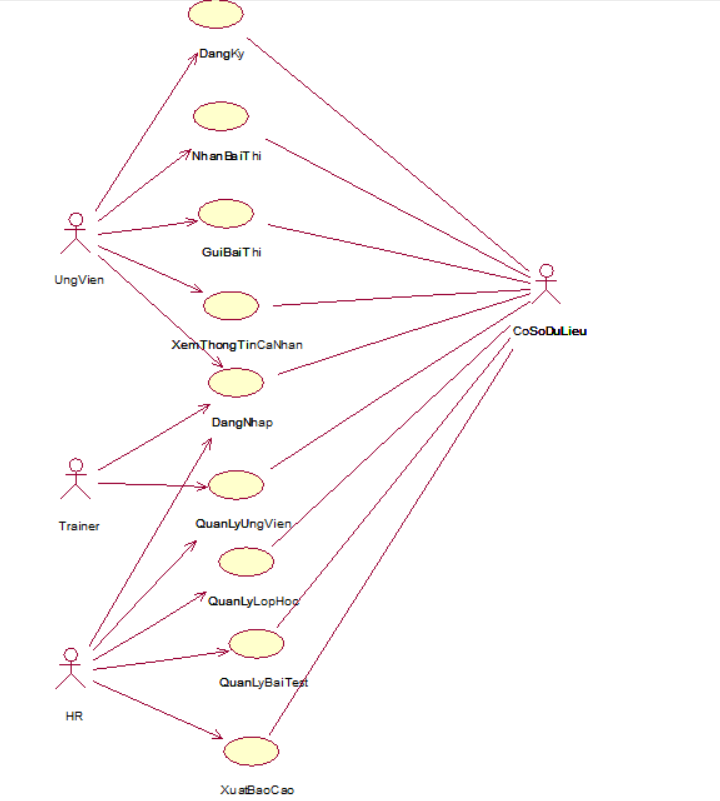 DangKy
NhanBaiThi
GuiBaiThi
UngVien
XemThongTinCaNhan
CoSoDuLieu
DangNhap
Trainer
QuanLyUngVien
QuanLyLopHoc
QuanLyBaiTest
HR
XuatBaoCao